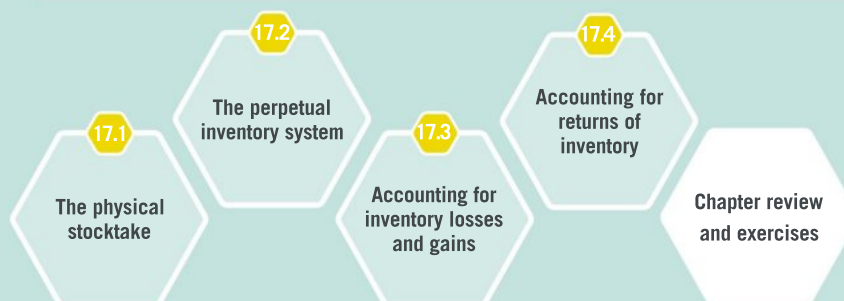 17.1
The physical
stocktake
17.2
The perpetual
inventory system
17.3
Accounting for
inventory losses
and gains
17.4
Accounting for
returns of
inventory
Chapter review
and exercises